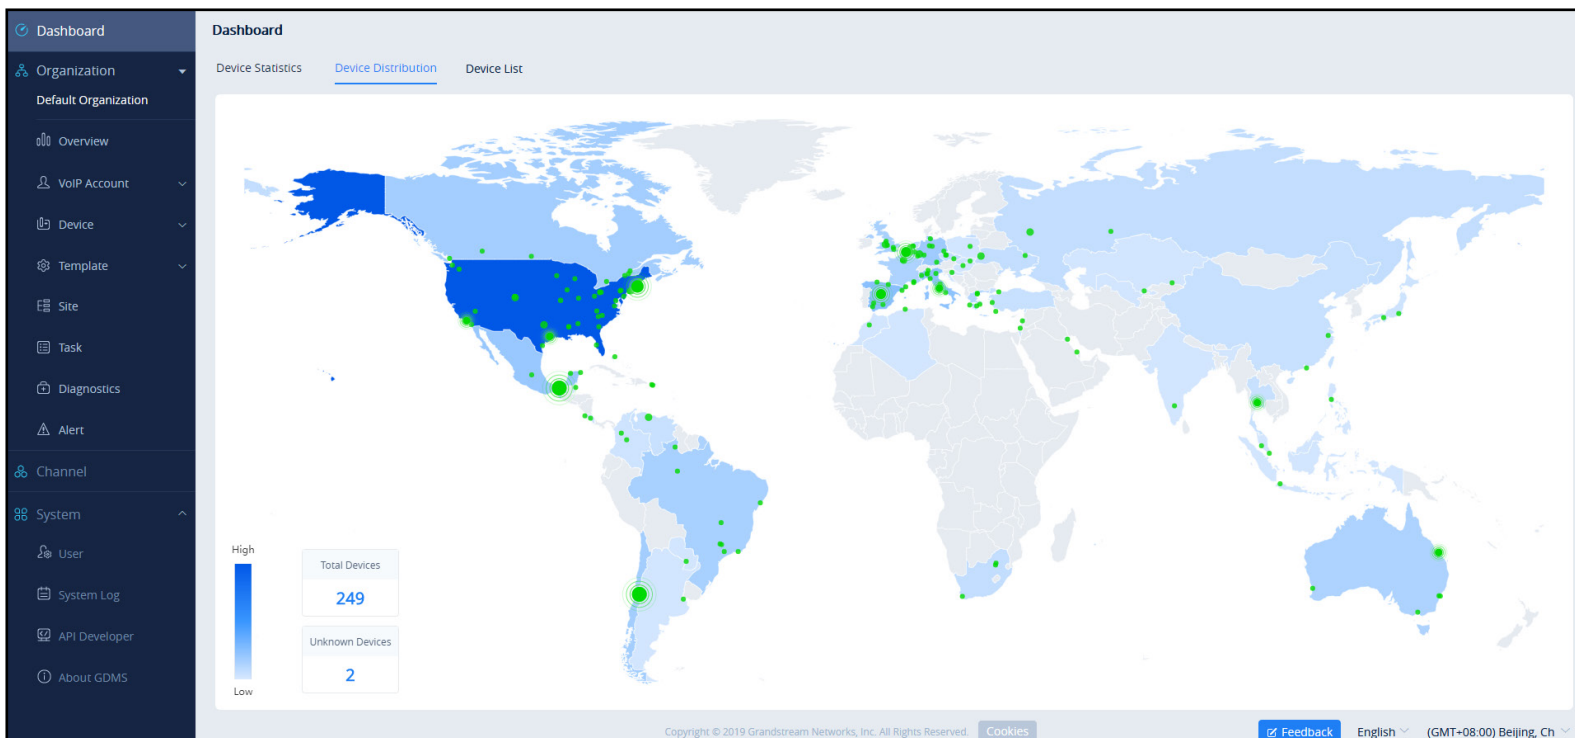 Dashboard
Organization
Default Organization
Overview
VoIP Account
Device
Template
Site
Task
Diagnostics
Alert
Channel
System
User
System Log
API Developer
About GDMS
Dashboard
Device Statistics Device Distribution Device List
High
Low
Total Devices
249
Unknown Devices
2
Copyright © 2019 Grandstream Networks, Inc. All Rights Reserved. Cookies
Feedback English (GMT+08:00) Beijing, Ch